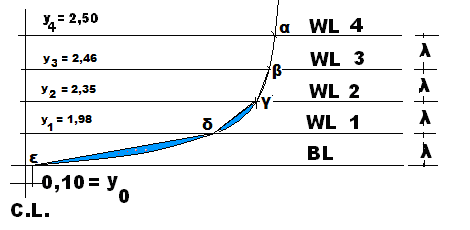 y4 = 2,50
α WL 4
y3 = 2,46
β WL 3 λ
y2 = 2,35
γ WL 2 λ
y1 = 1,98
δ WL 1 λ
ε BL λ
0,10 = y0
C.L.